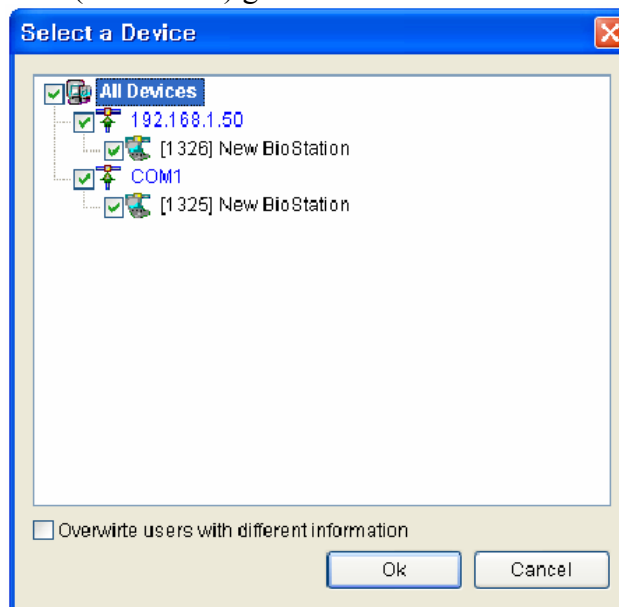 Select a Device
All Devices
192.168.1.50
[1326] New BioStation
COM1
[1325] New BioStation
Overwirte users with different information
Ok Cancel